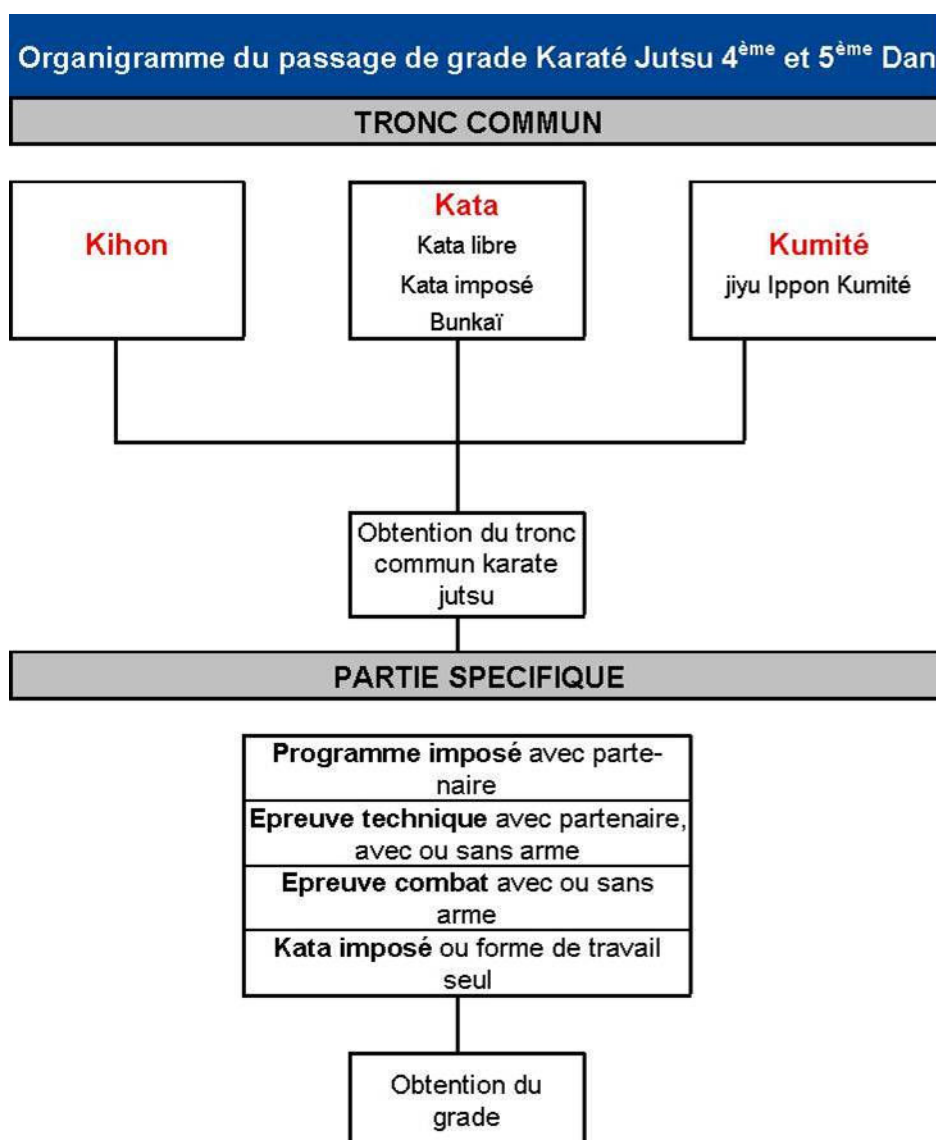 Organigramme du passage de grade Karaté Jutsu 4ème et 5ème Dan
TRONC COMMUN
Kihon
Kata
Kata libre
Kata imposé
Bunkaï
Kumité
jiyu Ippon Kumité
Obtention du tronc
commun karate
jutsu
PARTIE SPECIFIQUE
Programme imposé avec parte-
naire
Epreuve technique avec partenaire,
avec ou sans arme
Epreuve combat avec ou sans
arme
Kata imposé ou forme de travail
seul
Obtention du
grade